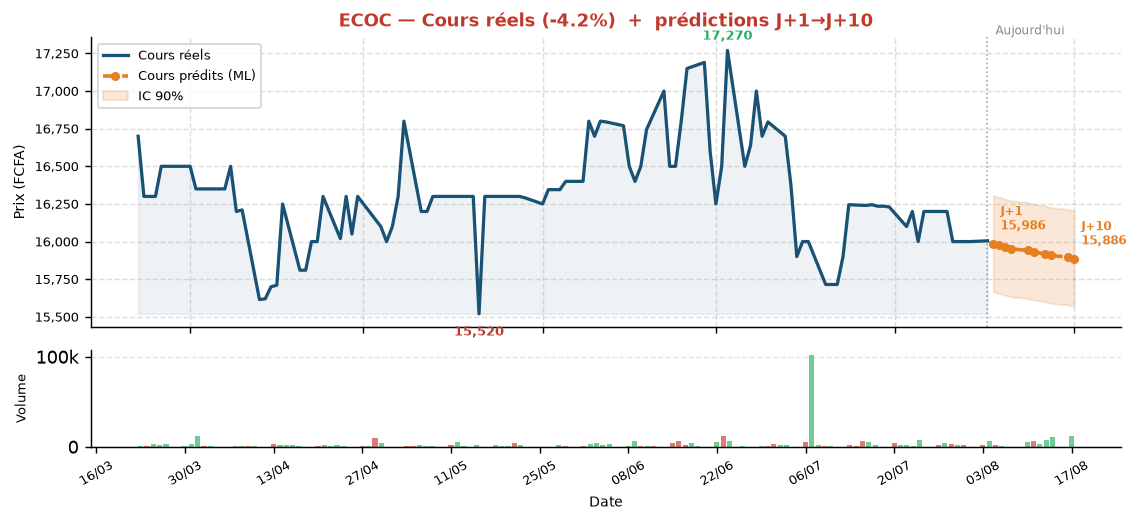 ECOC — Cours réels (-4.2%) + prédictions J+1→J+10
17,270
Aujourd'hui
Cours réels
Cours prédits (ML)
IC 90%
Prix (FCFA)
17,250
17,000
16,750
16,500
16,250
16,000
15,750
15,500
J+1
15,986
J+10
15,886
15,520
Volume
100k
0
16/03
30/03
13/04
27/04
11/05
25/05
08/06
22/06
06/07
20/07
03/08
17/08
Date